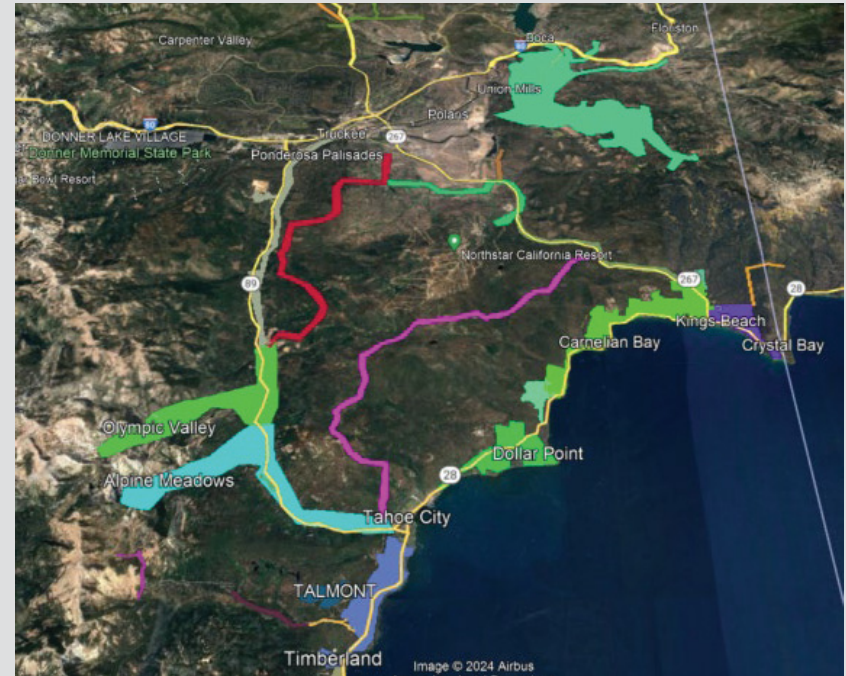 Floriston
Boca
80
Carpenter Valley
Union Mills
Polaris
80
Truckee
267
DONNER LAKE VILLAGE
Donner Memorial State Park
Ponderosa Palisades
Bowl Resort
Northstar California Resort
89
267
28
Kings Beach
Carnelian Bay
Crystal Bay
Olympic Valley
Dollar Point
Alpine Meadows
28
Tahoe City
TALMONT
Timberland
Image © 2024 Airbus